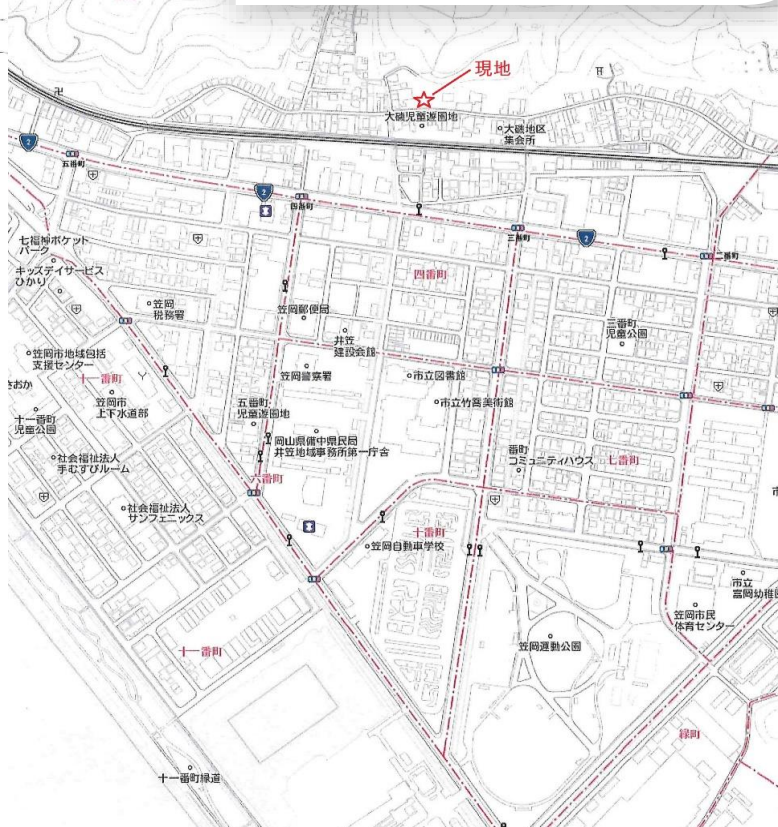 現地
大磯児童遊園地
大磯地区
集会所
2
五番町
2
四番町
三番町
2
二番町
七福神ポケット
パーク
キッズデイサービス
ひかり
四番町
笠岡
税務署
笠岡郵便局
井笠
建設会館
三番町
児童公園
笠岡市地域包括
支援センター
十一番町
笠岡警察署
市立図書館
さおか
笠岡市
上下水道部
五番町
児童遊園地
市立竹喬美術館
十一番町
児童公園
岡山県備中県民局
井笠地域事務所第一庁舎
番町
コミュニティハウス
七番町
社会福祉法人
手むすびルーム
六番町
市
社会福祉法人
サンフェニックス
十番町
笠岡自動車学校
市立
富岡幼稚園
笠岡市民
体育センター
笠岡運動公園
十一番町
緑町
十一番町緑道